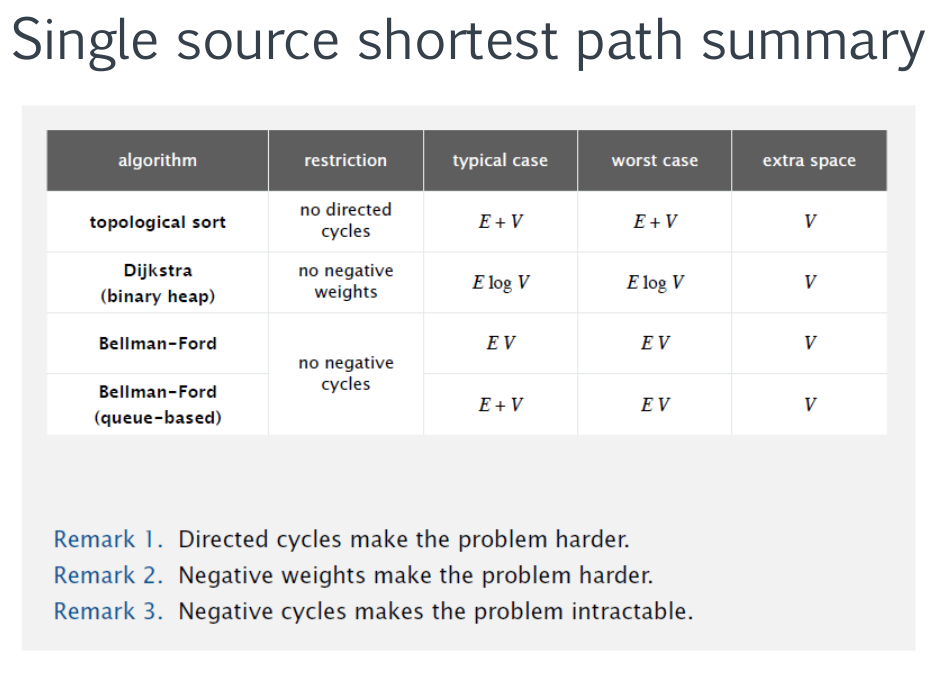 Single source shortest path summary
algorithm restriction typical case worst case extra space
topological sort no directed cycles E + V E + V V
Dijkstra (binary heap) no negative weights E log V E log V V
Bellman-Ford no negative cycles E V E V V
Bellman-Ford (queue-based) E + V E V V
Remark 1. Directed cycles make the problem harder.
Remark 2. Negative weights make the problem harder.
Remark 3. Negative cycles makes the problem intractable.